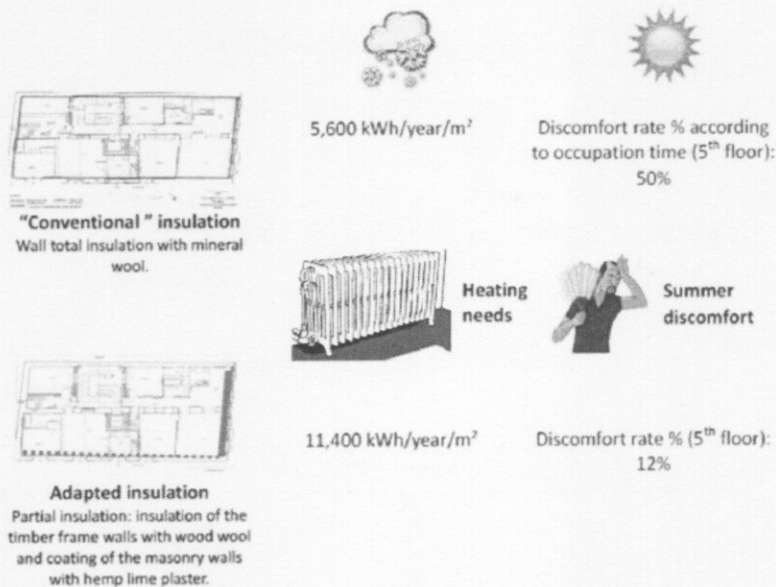 5,600 kWh/year/m²
Discomfort rate % according
to occupation time (5th floor):
50%
"Conventional " insulation
Wall total insulation with mineral
wool.
Heating
needs
Summer
discomfort
11,400 kWh/year/m²
Discomfort rate % (5th floor):
12%
Adapted insulation
Partial insulation: insulation of the
timber frame walls with wood wool
and coating of the masonry walls
with hemp lime plaster.